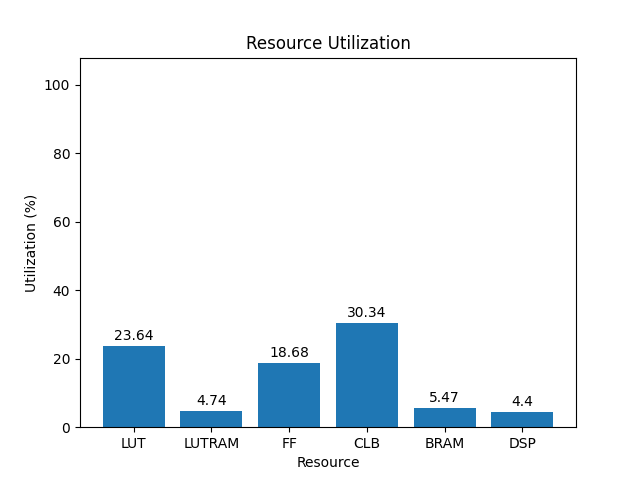 Resource Utilization
Utilization (%)
100
80
60
40
20
0
23.64
4.74
18.68
30.34
5.47
4.4
LUT
LUTRAM
FF
CLB
BRAM
DSP
Resource